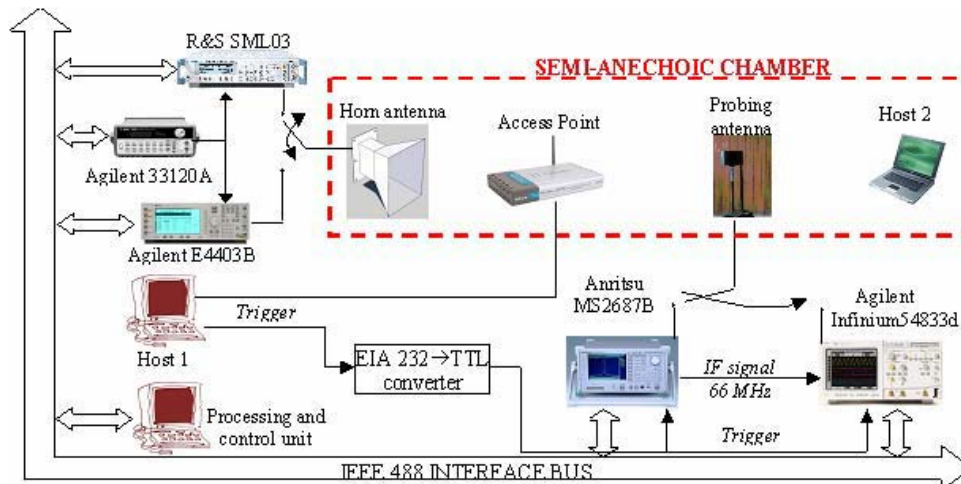 R&S SML03
SEMI-ANECHOIC CHAMBER
Horn antenna
Access Point
Probing
antenna
Host 2
Agilent 33120A
Agilent E4403B
Host 1
Trigger
EIA 232→TTL
converter
Anritsu
MS2687B
Agilent
Infinium54833d
IF signal
66 MHz
Processing and
control unit
Trigger
IEEE 488 INTERFACE BUS